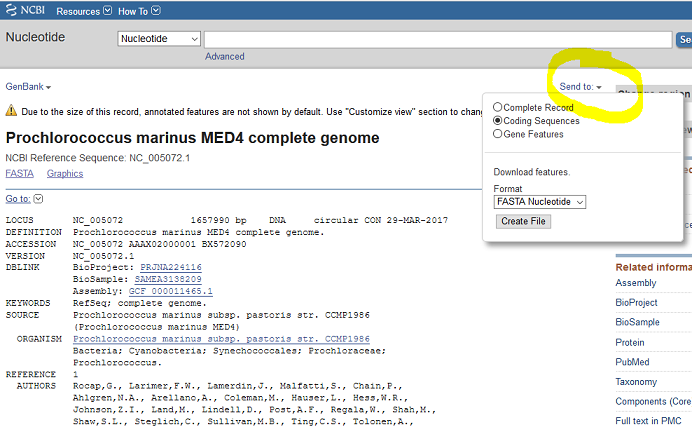 NCBI Resources How To
Nucleotide Nucleotide
Advanced
GenBank Send to:
Due to the size of this record, annotated features are not shown by default. Use "Customize view" section to
Prochlorococcus marinus MED4 complete genome
NCBI Reference Sequence: NC_005072.1
FASTA Graphics
Go to:
Complete Record
Coding Sequences
Gene Features
Download features.
Format
FASTA Nucleotide
Create File
LOCUS NC_005072 1657990 bp DNA circular CON 29-MAR-2017
DEFINITION Prochlorococcus marinus MED4 complete genome.
ACCESSION NC_005072 AAAX02000001 BX572090
VERSION NC_005072.1
DBLINK BioProject: PRJNA224116
BioSample: SAMEA3138209
Assembly: GCF_000011465.1
KEYWORDS RefSeq; complete genome.
SOURCE Prochlorococcus marinus subsp. pastoris str. CCMP1986
(Prochlorococcus marinus MED4)
ORGANISM Prochlorococcus marinus subsp. pastoris str. CCMP1986
Bacteria; Cyanobacteria; Synechococcales; Prochloraceae;
Prochlorococcus.
REFERENCE 1
AUTHORS Rocap,G., Larimer,F.W., Lamerdin,J., Malfatti,S., Chain,P.,
Ahlgren,N.A., Arellano,A., Coleman,M., Hauser,L., Hess,W.R.,
Johnson,Z.I., Land,M., Lindell,D., Post,A.F., Regala,W., Shah,M.,
Shaw,S.L., Steglich,C., Sullivan,M.B., Ting,C.S., Tolonen,A.,
Related informa
Assembly
BioProject
BioSample
Protein
PubMed
Taxonomy
Components (Core
Full text in PMC